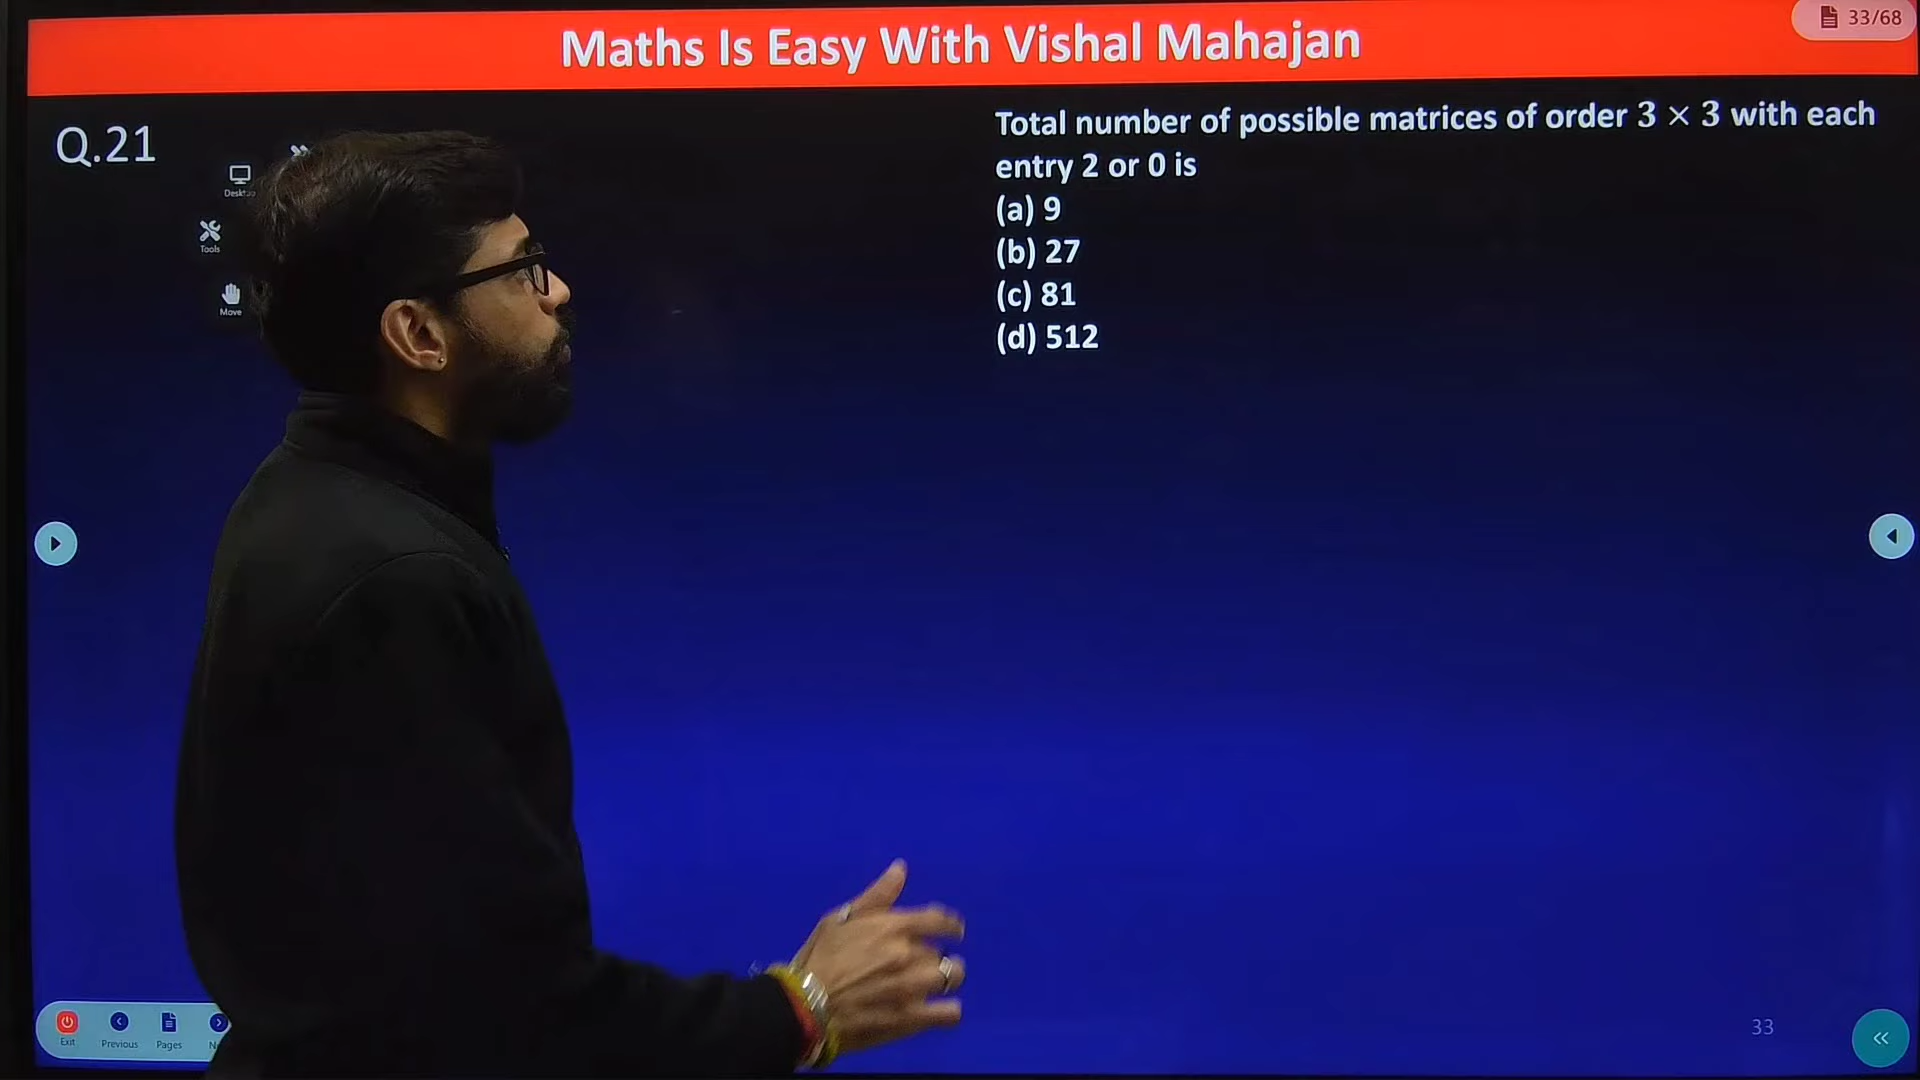 Maths Is Easy With Vishal Mahajan
33/68
Q.21
Total number of possible matrices of order 3 × 3 with each
entry 2 or 0 is
(a) 9
(b) 27
(c) 81
(d) 512
Tools
Move
Exit
Previous
Pages
33